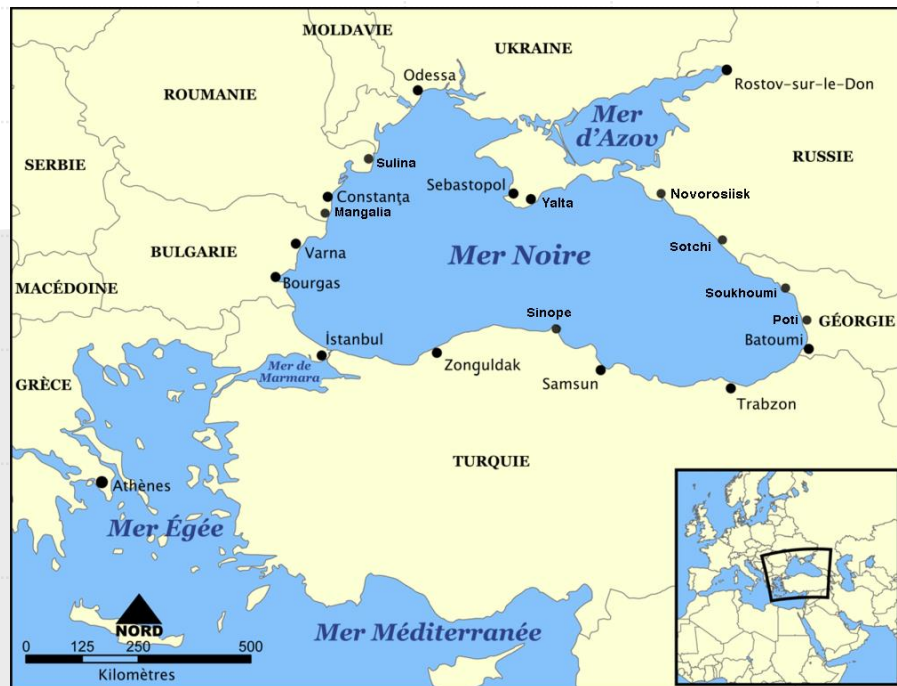 MOLDAVIE
UKRAINE
Odessa
Rostov-sur-le-Don
ROUMANIE
Mer
d'Azov
RUSSIE
SERBIE
Sulina
Sebastopol
Yalta
Novorosiisk
Constanţa
Mangalia
BULGARIE
Varna
Mer Noire
Sotchi
MACÉDOINE
Bourgas
Soukhoumi
Sinope
Poti
GÉORGIE
Batoumi
İstanbul
Mer de
Marmara
Zonguldak
Samsun
Trabzon
GRÈCE
TURQUIE
Athènes
Mer Égée
Mer Méditerranée
NORD
0 125 250 500
Kilomètres